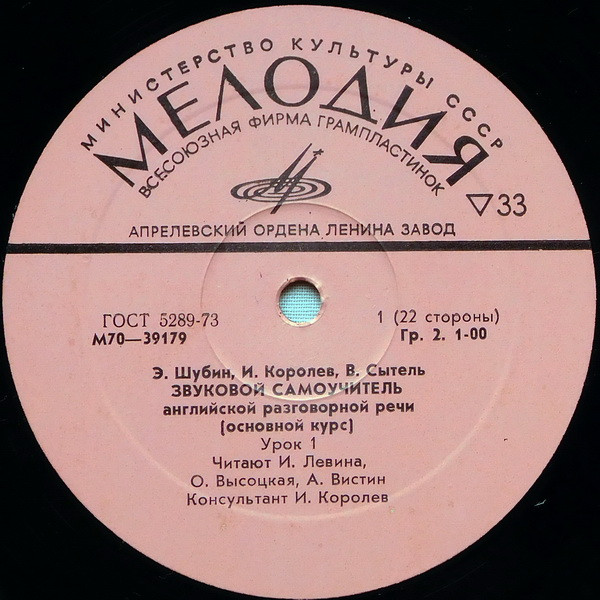 МИНИСТЕРСТВО КУЛЬТУРЫ СССР
МЕЛОДИЯ
ВСЕСОЮЗНАЯ ФИРМА ГРАМПЛАСТИНОК
33
АПРЕЛЕВСКИЙ ОРДЕНА ЛЕНИНА ЗАВОД
ГОСТ 5289-73
М70—39179
1 (22 стороны)
Гр. 2. 1-00
Э. Шубин, И. Королев, В. Сытель
ЗВУКОВОЙ САМОУЧИТЕЛЬ
английской разговорной речи
(основной курс)
Урок 1
Читают И. Левина,
О. Высоцкая, А. Вистин
Консультант И. Королев